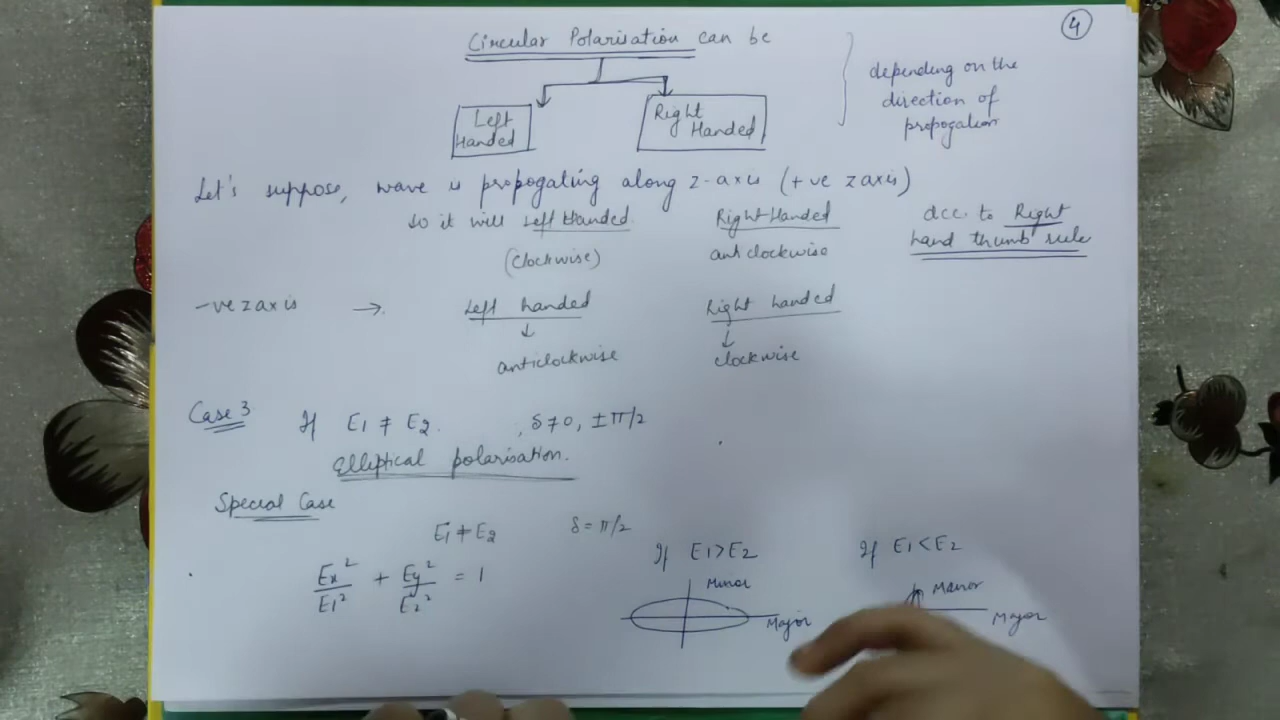 4
Circular Polarisation can be
Left Handed
Right Handed
depending on the
direction of
propogation
Let's suppose, wave is propogating along z-axis (+ve z axis)
so it will Left Handed Right Handed
(Clockwise) anticlockwise
acc. to Right
hand thumb rule
-ve z axis → Left handed Right handed
↓ ↓
anticlockwise clockwise
Case 3 If E1 ≠ E2 , δ ≠ 0, ± π/2
Elliptical polarisation.
Special Case
E1 ≠ E2 δ = π/2
Ex²/E1² + Ey²/E2² = 1
If E1 > E2
Minor
Major
If E1 < E2
Major